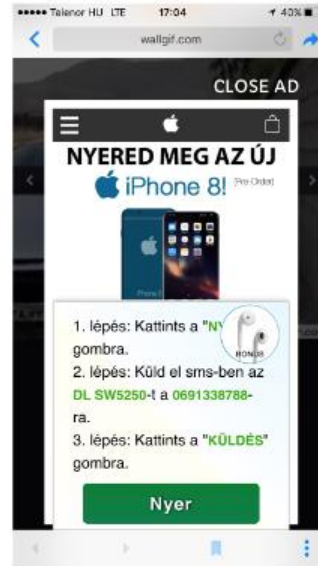 Telenor HU LTE 17:04 40%
wallgif.com
CLOSE AD
NYERED MEG AZ ÚJ
iPhone 8! [Pre-Order]
1. lépés: Kattints a "NY
BONUS
gombra.
2. lépés: Küld el sms-ben az
DL SW5250-t a 0691338788-
ra.
3. lépés: Kattints a "KÜLDÉS"
gombra.
Nyer